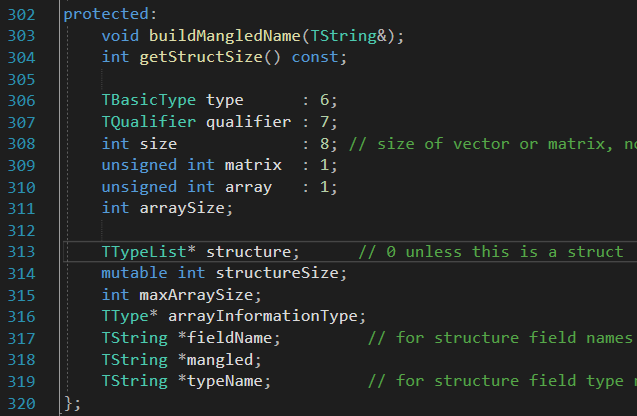 302 protected:
303     void buildMangledName(TString&);
304     int getStructSize() const;
305
306     TBasicType type      : 6;
307     TQualifier qualifier : 7;
308     int size             : 8; // size of vector or matrix,
309     unsigned int matrix  : 1;
310     unsigned int array   : 1;
311     int arraySize;
312
313     TTypeList* structure;      // 0 unless this is a struct
314     mutable int structureSize;
315     int maxArraySize;
316     TType* arrayInformationType;
317     TString *fieldName;         // for structure field names
318     TString *mangled;
319     TString *typeName;          // for structure field type
320 };